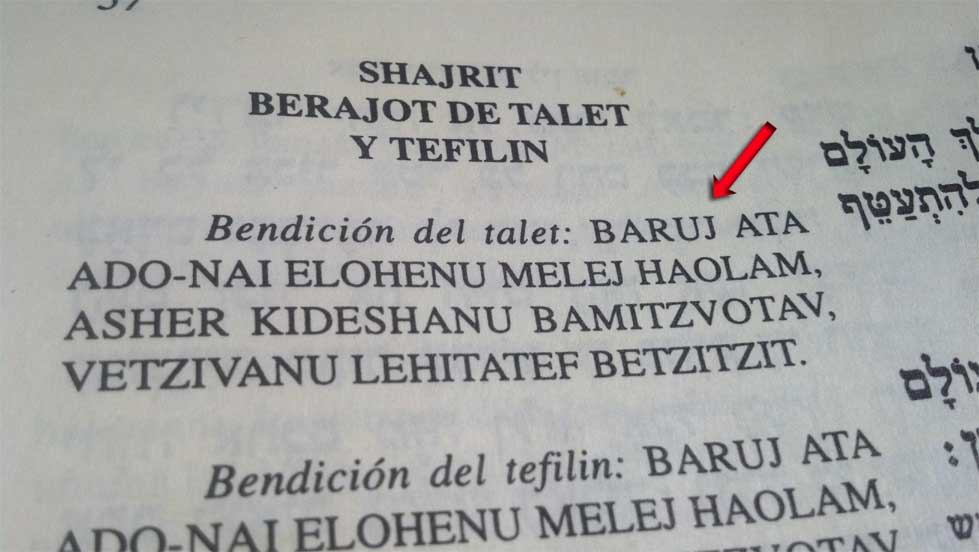 SHAJRIT
BERAJOT DE TALET
Y TEFILIN
Bendición del talet: BARUJ ATA
ADO-NAI ELOHENU MELEJ HAOLAM,
ASHER KIDESHANU BAMITZVOTAV,
VETZIVANU LEHITATEF BETZITZIT.
Bendición del tefilin: BARUJ ATA
ADO-NAI ELOHENU MELEJ HAOLAM,
הָעוֹלָם
לְהִתְעַטֵּף